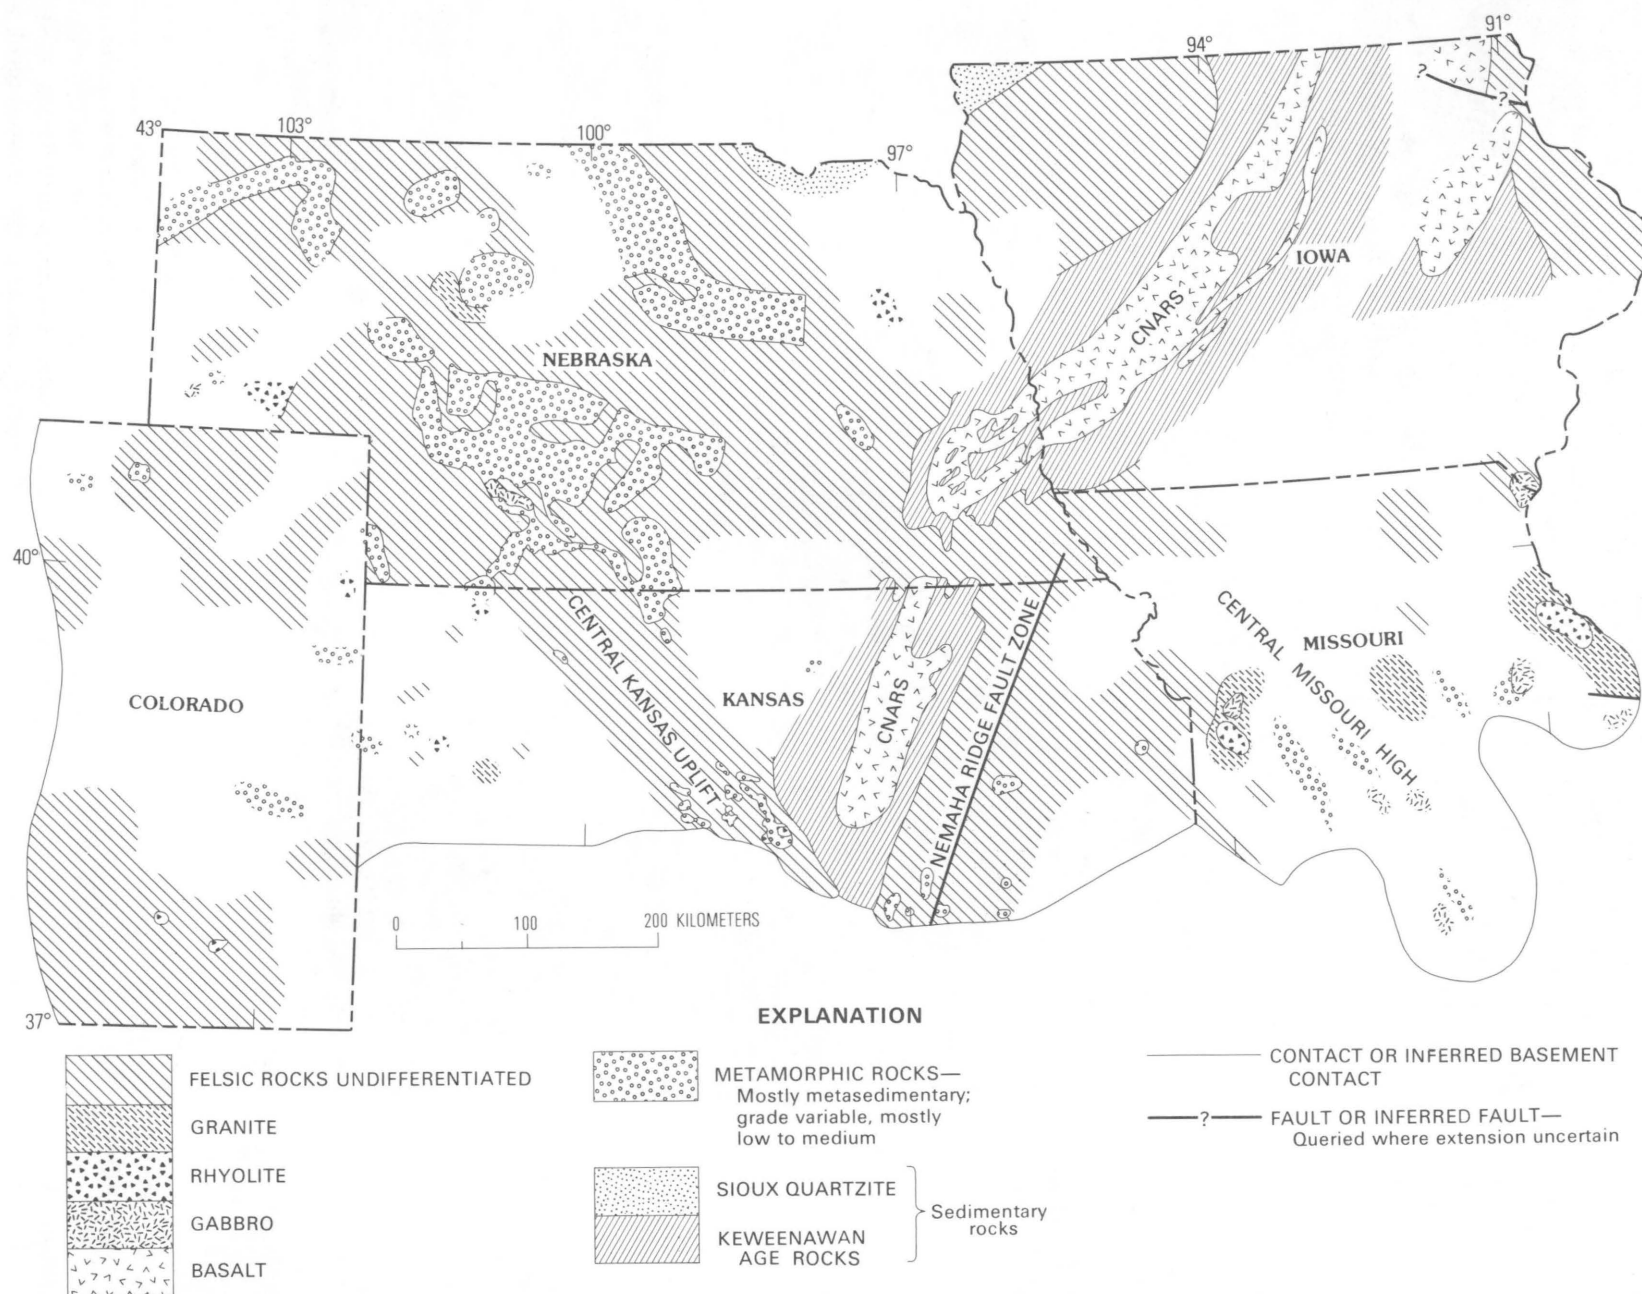 91°
94°
?
?
43°
103°
100°
97°
IOWA
CNARS
NEBRASKA
40°
CENTRAL KANSAS UPLIFT
NEMAHA RIDGE FAULT ZONE
CENTRAL MISSOURI HIGH
MISSOURI
COLORADO
KANSAS
CNARS
0 100 200 KILOMETERS
37°
EXPLANATION
FELSIC ROCKS UNDIFFERENTIATED
GRANITE
RHYOLITE
GABBRO
BASALT
METAMORPHIC ROCKS—
Mostly metasedimentary;
grade variable, mostly
low to medium
SIOUX QUARTZITE
KEWEENAWAN
AGE ROCKS
Sedimentary
rocks
CONTACT OR INFERRED BASEMENT
CONTACT
?
FAULT OR INFERRED FAULT—
Queried where extension uncertain